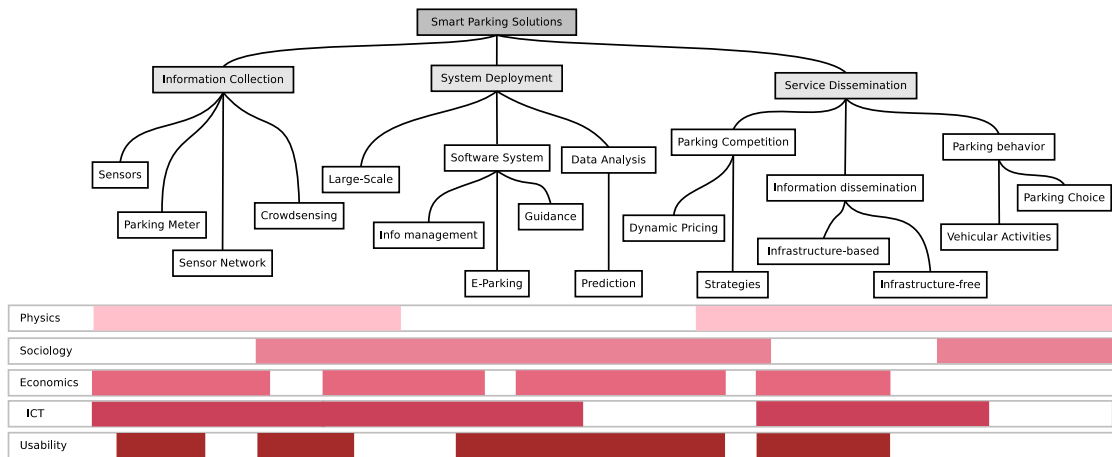 Smart Parking Solutions
Information Collection
System Deployment
Service Dissemination
Sensors
Parking Meter
Sensor Network
Crowdsensing
Large-Scale
Software System
Data Analysis
Info management
Guidance
E-Parking
Prediction
Parking Competition
Information dissemination
Parking behavior
Dynamic Pricing
Strategies
Infrastructure-based
Infrastructure-free
Vehicular Activities
Parking Choice
Physics
Sociology
Economics
ICT
Usability